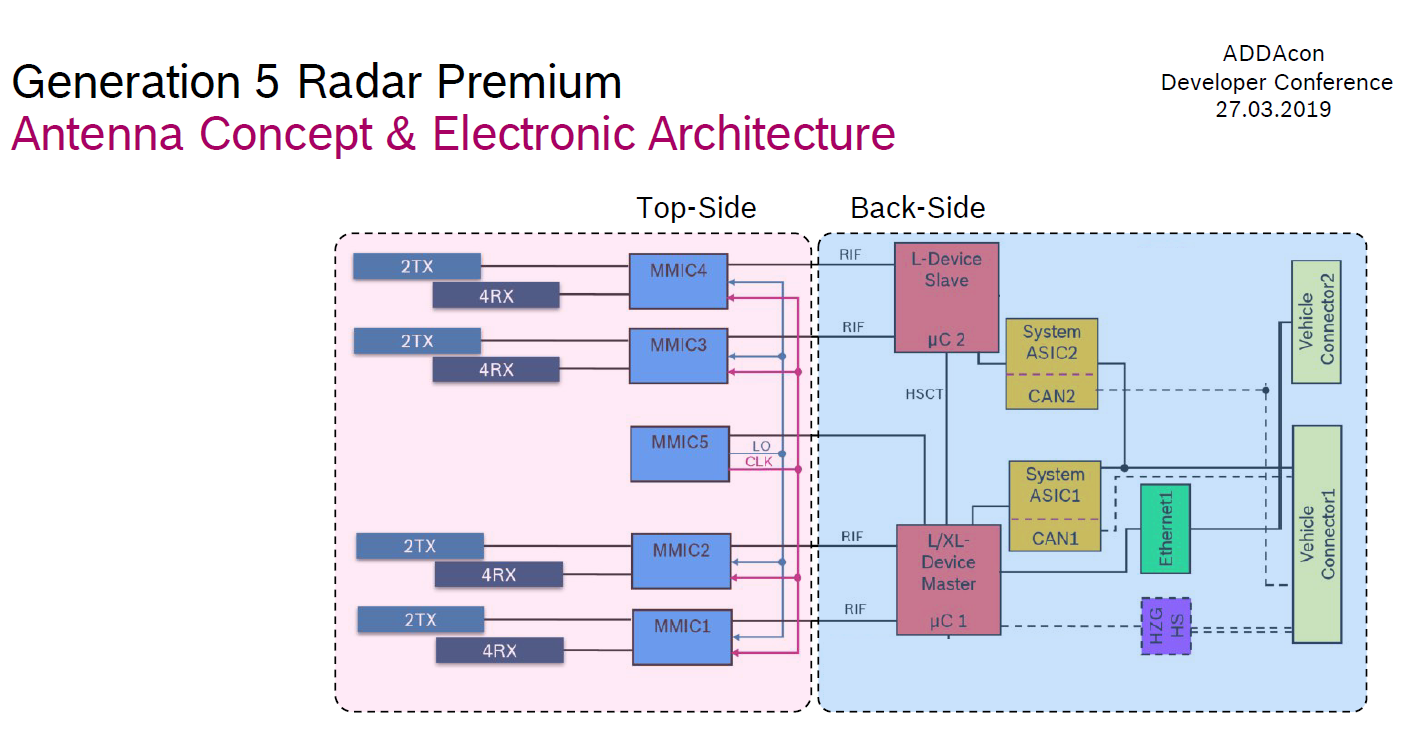 Generation 5 Radar Premium
Antenna Concept & Electronic Architecture
ADDAcon
Developer Conference
27.03.2019
Top-Side
Back-Side
2TX
4RX
MMIC4
RIF
L-Device
Slave
µC 2
2TX
4RX
MMIC3
RIF
System
ASIC2
CAN2
Vehicle
Connector2
HSCT
MMIC5
LO
CLK
System
ASIC1
CAN1
Ethernet1
Vehicle
Connector1
2TX
4RX
MMIC2
RIF
L/XL-
Device
Master
µC 1
2TX
4RX
MMIC1
RIF
HZG
HS